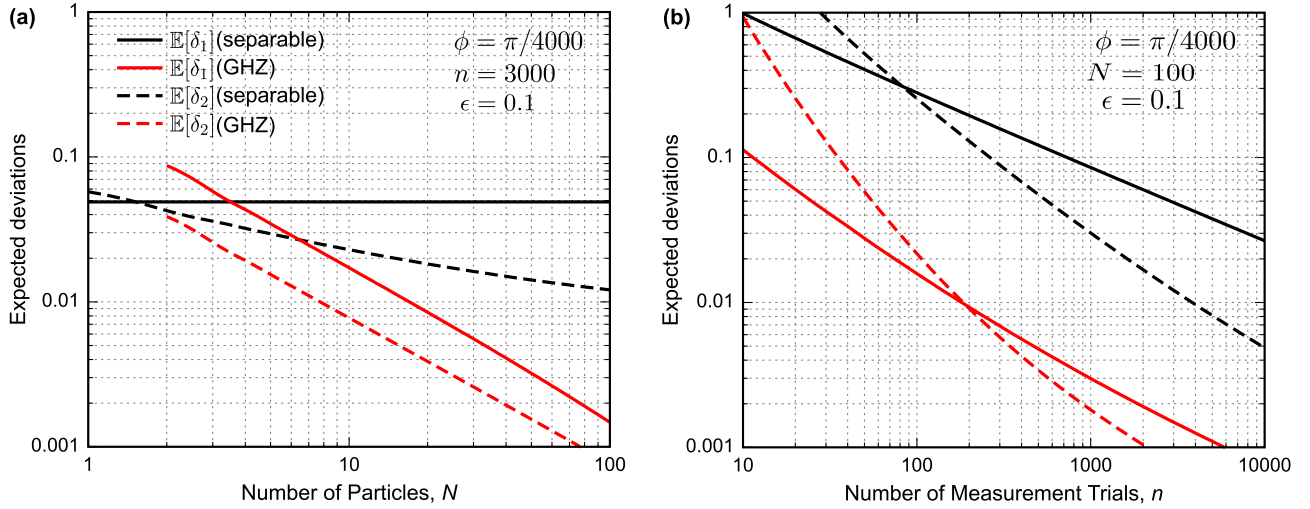 (a)
1
0.1
0.01
0.001
Expected deviations
𝔼[δ₁](separable)
𝔼[δ₁](GHZ)
𝔼[δ₂](separable)
𝔼[δ₂](GHZ)
ϕ = π/4000
n = 3000
ϵ = 0.1
1 10 100
Number of Particles, N
(b)
1
0.1
0.01
0.001
Expected deviations
ϕ = π/4000
N = 100
ϵ = 0.1
10 100 1000 10000
Number of Measurement Trials, n